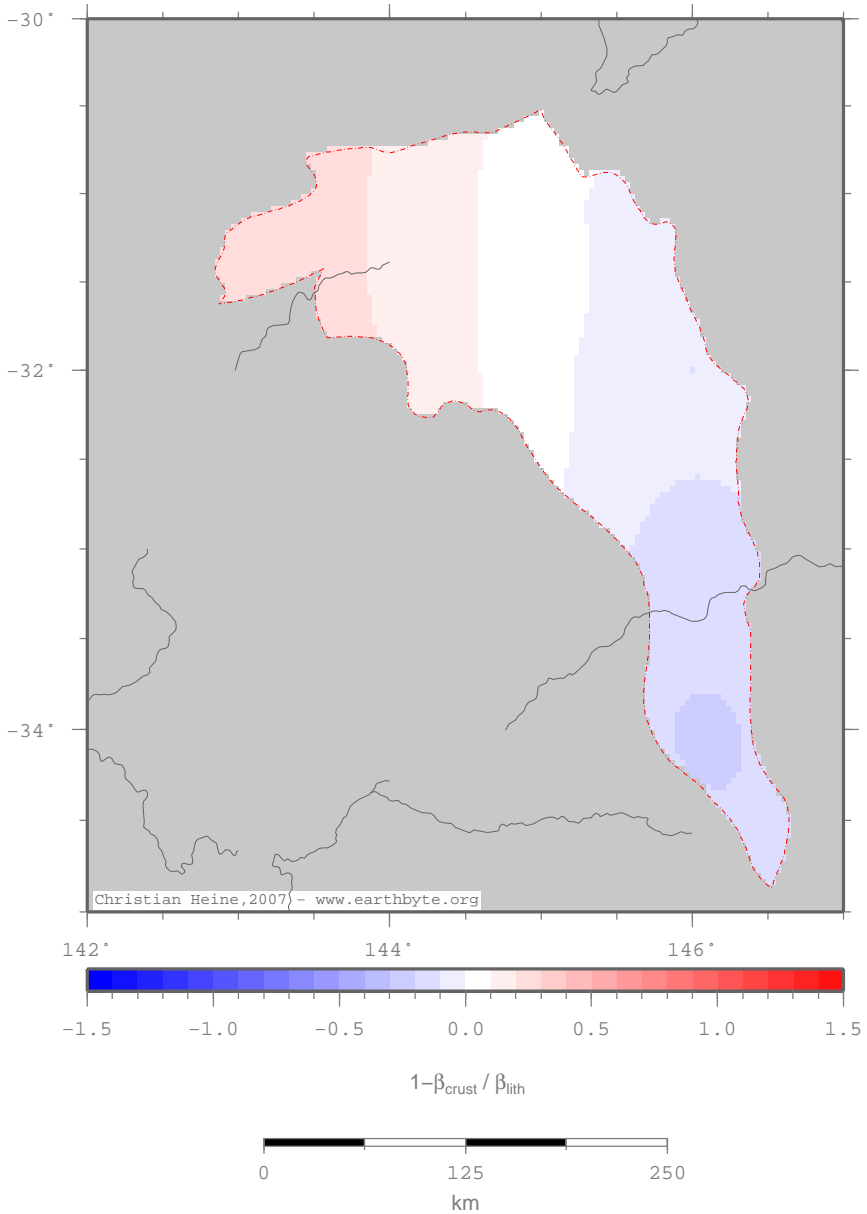 -30°
-32°
-34°
Christian Heine,2007 - www.earthbyte.org
142° 144° 146°
-1.5 -1.0 -0.5 0.0 0.5 1.0 1.5
1-βcrust / βlith
0 125 250
km